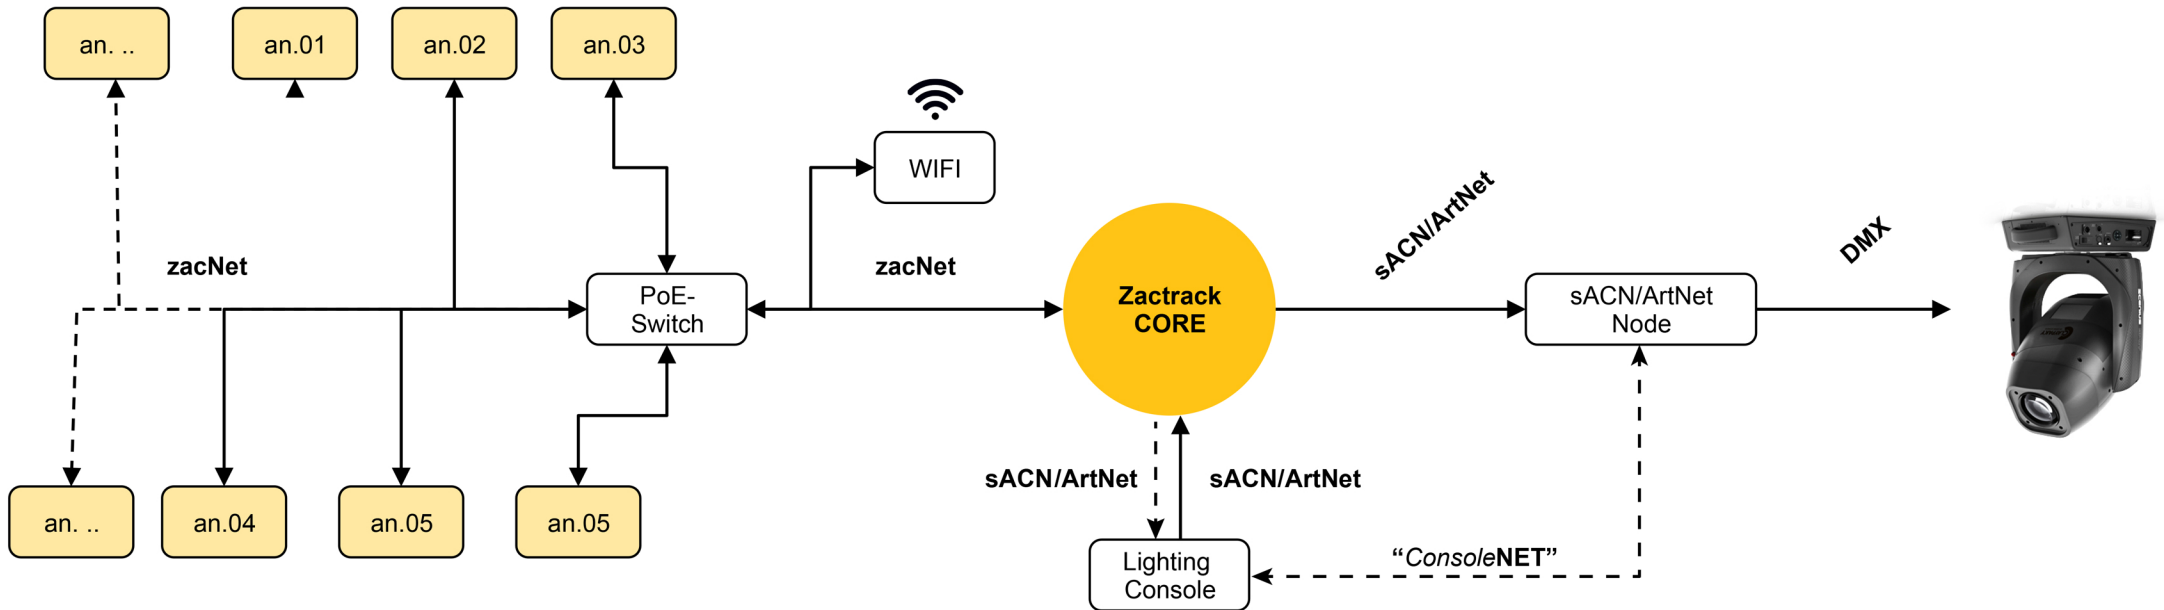 an. ..
an.01
an.02
an.03
WIFI
sACN/ArtNet
DMX
zacNet
zacNet
PoE-
Switch
Zactrack
CORE
sACN/ArtNet
Node
sACN/ArtNet
sACN/ArtNet
an. ..
an.04
an.05
an.05
“ConsoleNET”
Lighting
Console